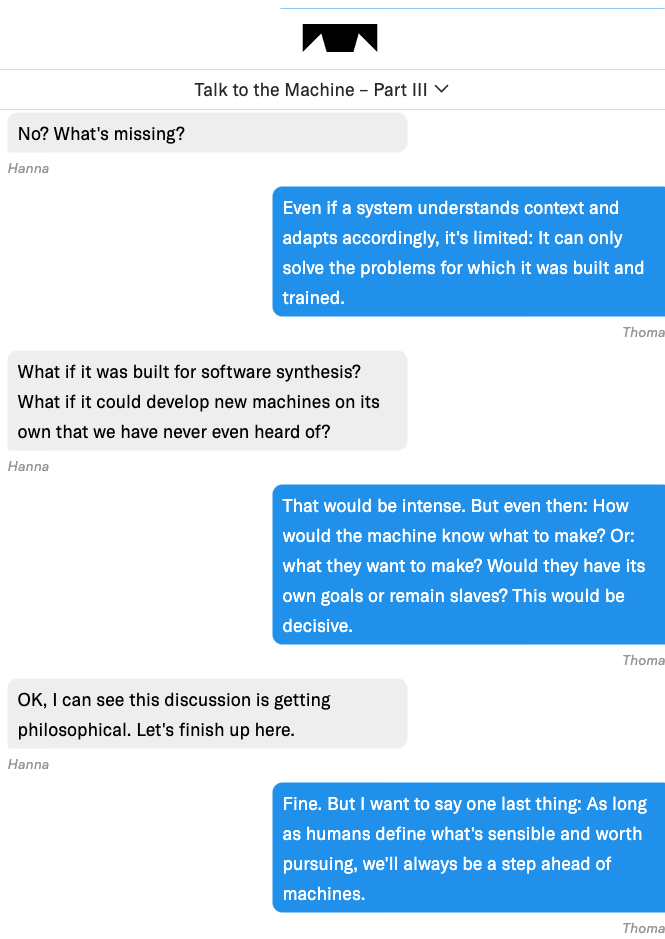 Talk to the Machine – Part III
No? What's missing?
Hanna
Even if a system understands context and
adapts accordingly, it's limited: It can only
solve the problems for which it was built and
trained.
Thoma
What if it was built for software synthesis?
What if it could develop new machines on its
own that we have never even heard of?
Hanna
That would be intense. But even then: How
would the machine know what to make? Or:
what they want to make? Would they have its
own goals or remain slaves? This would be
decisive.
Thoma
OK, I can see this discussion is getting
philosophical. Let's finish up here.
Hanna
Fine. But I want to say one last thing: As long
as humans define what's sensible and worth
pursuing, we'll always be a step ahead of
machines.
Thoma